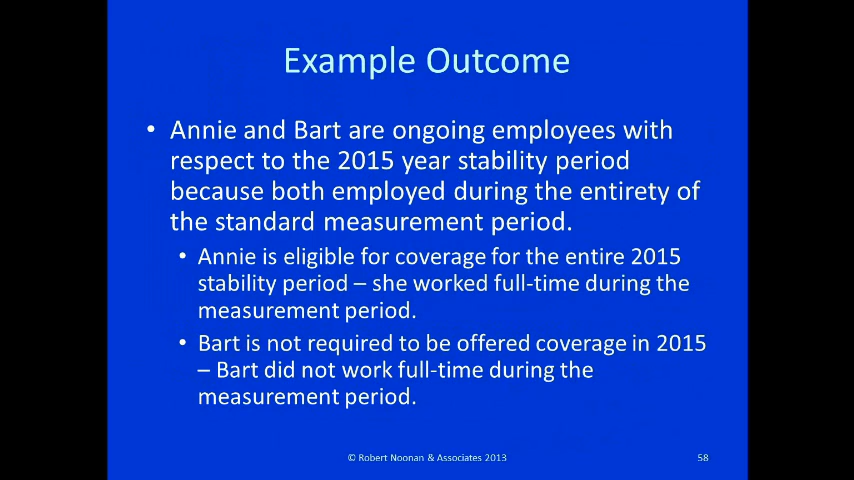 Example Outcome
• Annie and Bart are ongoing employees with
respect to the 2015 year stability period
because both employed during the entirety of
the standard measurement period.
• Annie is eligible for coverage for the entire 2015
stability period – she worked full-time during the
measurement period.
• Bart is not required to be offered coverage in 2015
– Bart did not work full-time during the
measurement period.
© Robert Noonan & Associates 2013 58